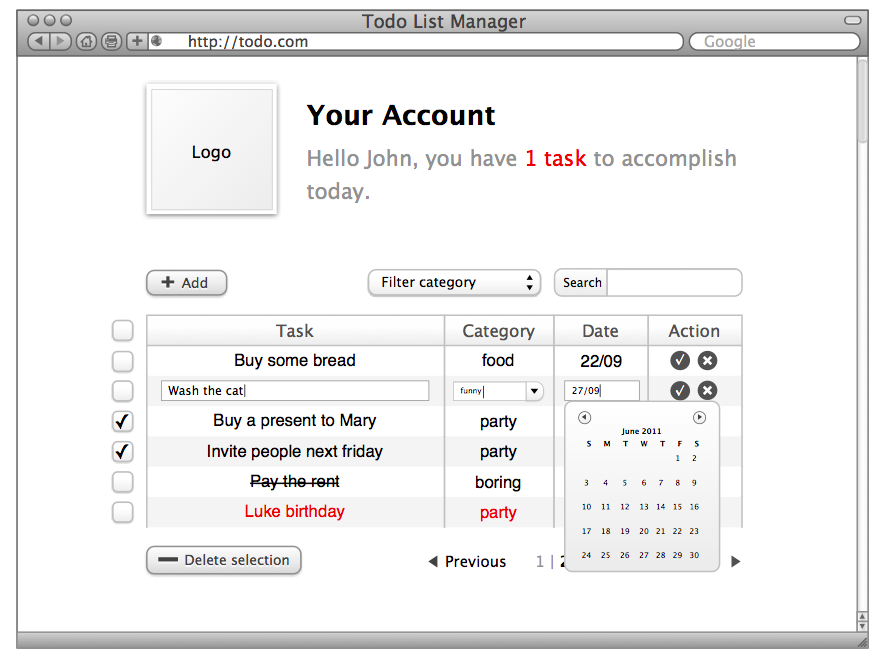 Todo List Manager
http://todo.com
Google
Logo
Your Account
Hello John, you have 1 task to accomplish
today.
Add
Filter category
Search
Task Category Date Action
Buy some bread food 22/09
Wash the cat funny 27/09
Buy a present to Mary party
Invite people next friday party
Pay the rent boring
Luke birthday party
June 2011
S M T W T F S
1 2
3 4 5 6 7 8 9
10 11 12 13 14 15 16
17 18 19 20 21 22 23
24 25 26 27 28 29 30
Delete selection
Previous 1 |